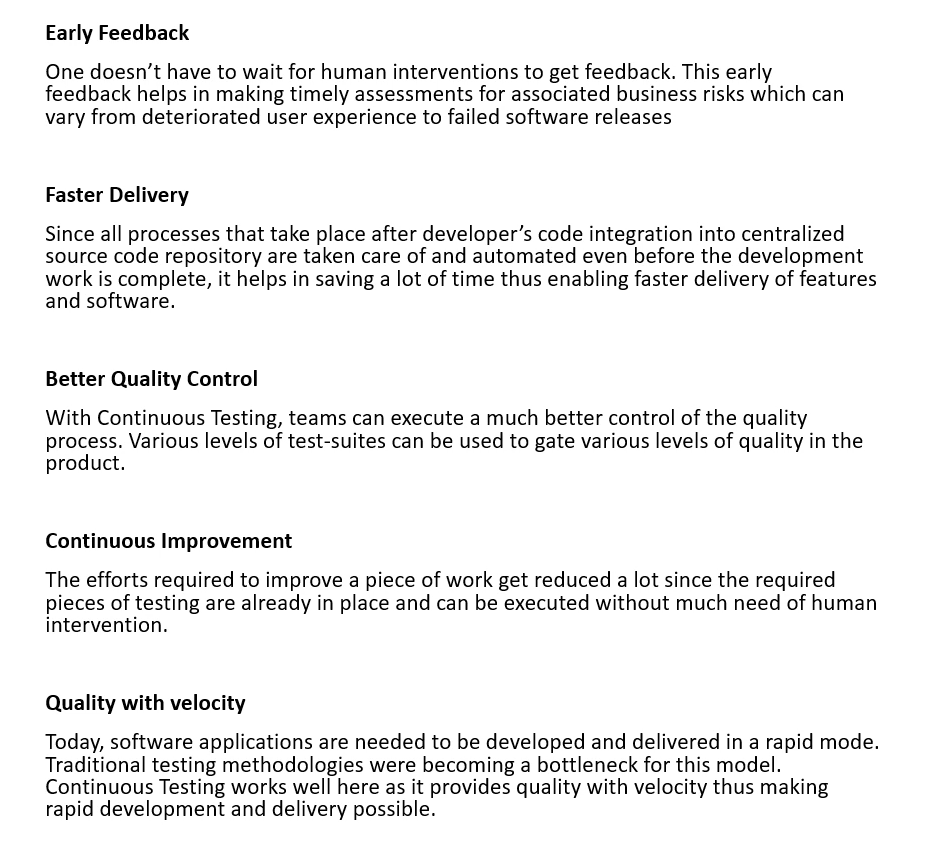 Early Feedback
One doesn’t have to wait for human interventions to get feedback. This early
feedback helps in making timely assessments for associated business risks which can
vary from deteriorated user experience to failed software releases
Faster Delivery
Since all processes that take place after developer’s code integration into centralized
source code repository are taken care of and automated even before the development
work is complete, it helps in saving a lot of time thus enabling faster delivery of features
and software.
Better Quality Control
With Continuous Testing, teams can execute a much better control of the quality
process. Various levels of test-suites can be used to gate various levels of quality in the
product.
Continuous Improvement
The efforts required to improve a piece of work get reduced a lot since the required
pieces of testing are already in place and can be executed without much need of human
intervention.
Quality with velocity
Today, software applications are needed to be developed and delivered in a rapid mode.
Traditional testing methodologies were becoming a bottleneck for this model.
Continuous Testing works well here as it provides quality with velocity thus making
rapid development and delivery possible.